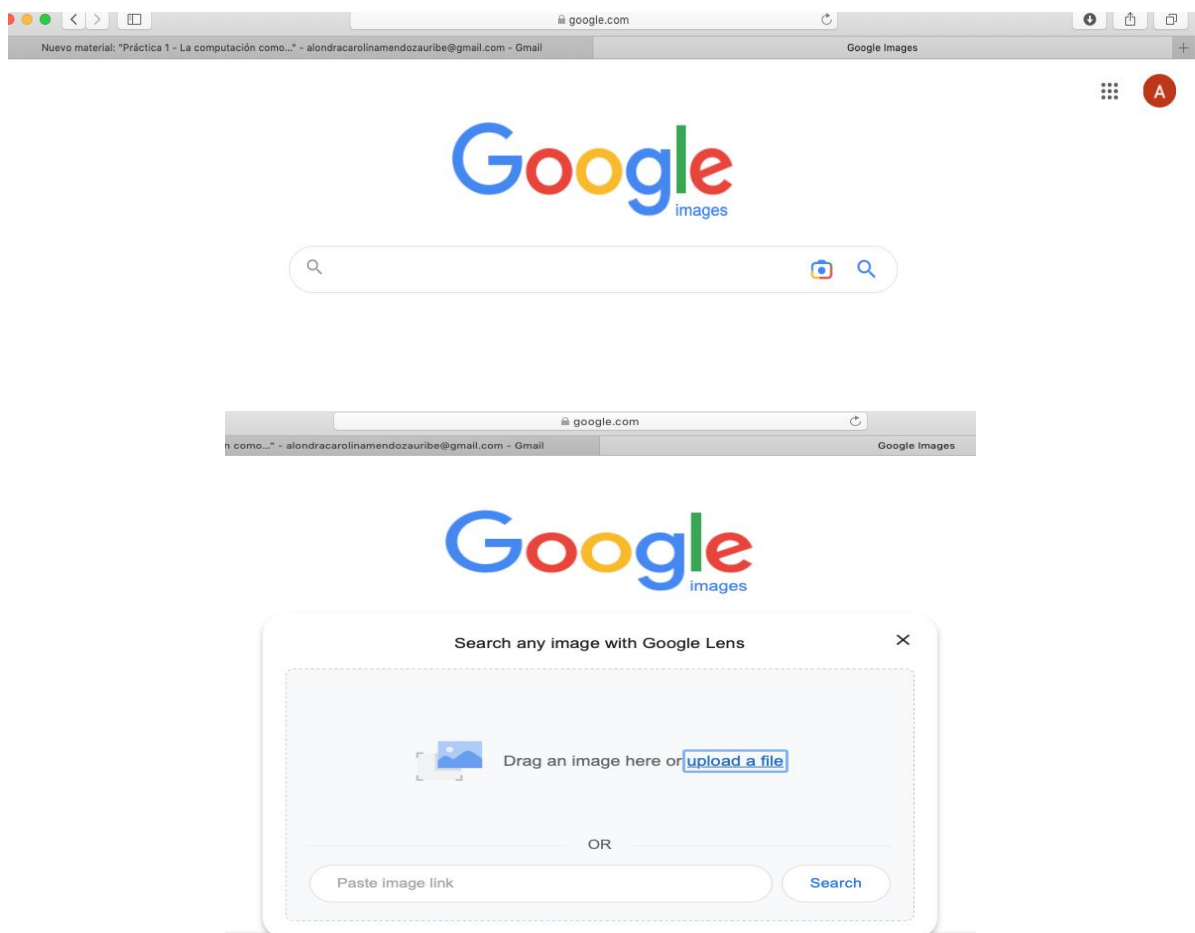 google.com
Nuevo material: "Práctica 1 - La computación como..." - alondracarolinamendozauribe@gmail.com - Gmail
Google Images
A
Google
images
google.com
n como..." - alondracarolinamendozauribe@gmail.com - Gmail
Google Images
Google
images
Search any image with Google Lens
Drag an image here or upload a file
OR
Paste image link
Search